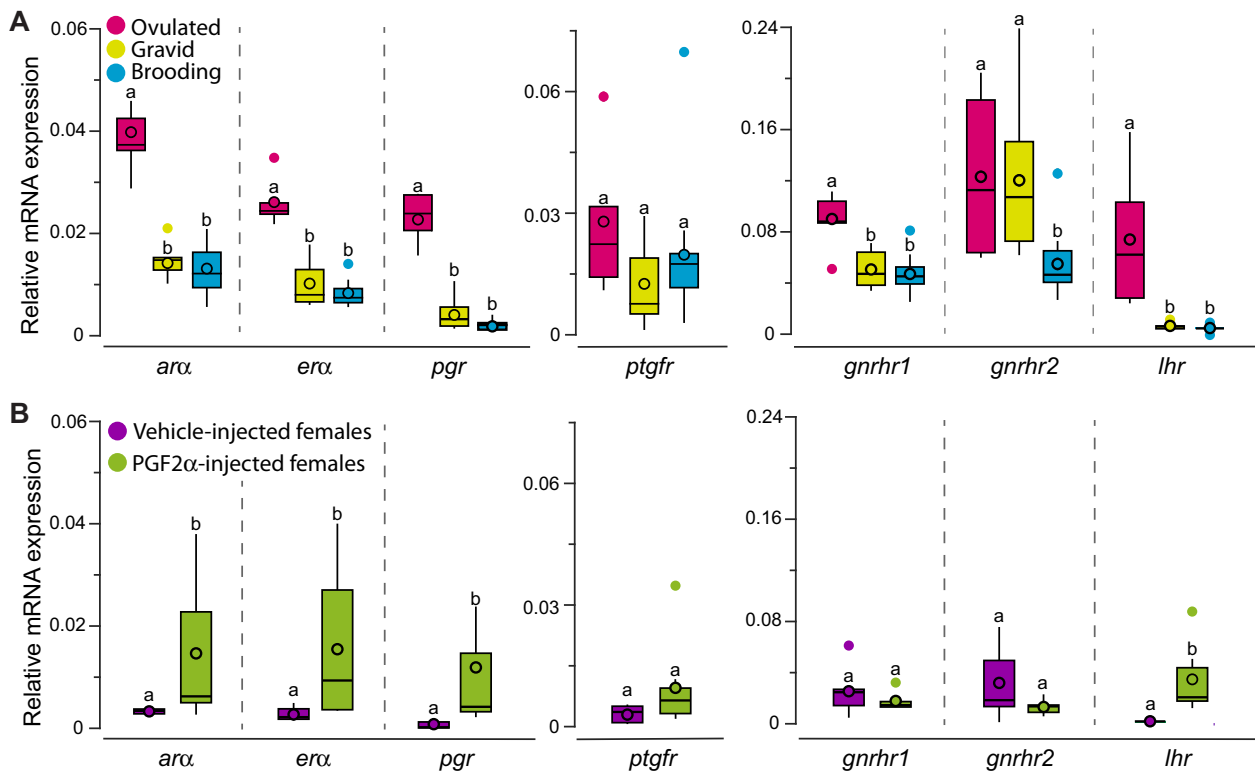 A
Ovulated
Gravid
Brooding
Relative mRNA expression
0.06
0.04
0.02
0
a
b
b
a
b
b
a
b
b
arα
erα
pgr
0.06
0.03
0
a
a
a
ptgfr
0.24
0.16
0.08
0
a
b
b
a
a
b
a
b
b
gnrhr1
gnrhr2
lhr
B
Vehicle-injected females
PGF2α-injected females
Relative mRNA expression
0.06
0.04
0.02
0
a
b
a
b
a
b
arα
erα
pgr
0.06
0.03
0
a
a
ptgfr
0.24
0.16
0.08
0
a
a
a
a
a
b
gnrhr1
gnrhr2
lhr